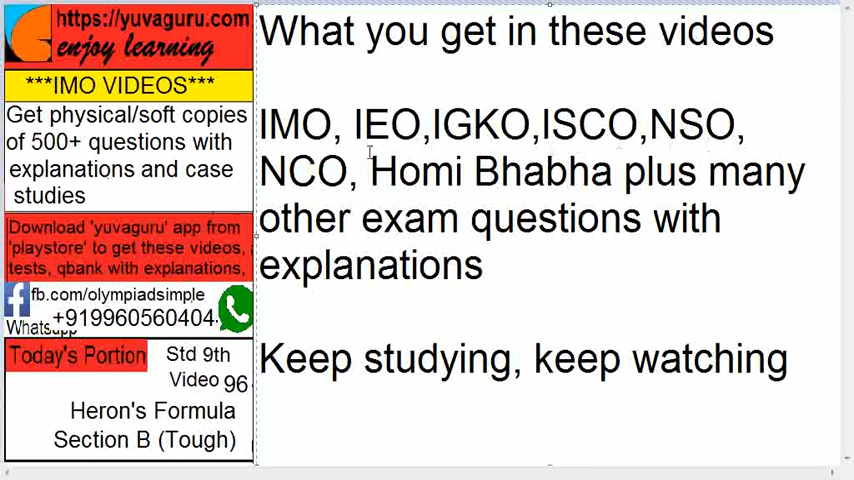 https://yuvaguru.com
enjoy learning
***IMO VIDEOS***
Get physical/soft copies
of 500+ questions with
explanations and case
studies
Download 'yuvaguru' app from
'playstore' to get these videos,
tests, qbank with explanations,
fb.com/olympiadsimple
+919960560404
Whatsapp
Today's Portion
Std 9th
Video 96
Heron's Formula
Section B (Tough)
What you get in these videos
IMO, IEO,IGKO,ISCO,NSO,
NCO, Homi Bhabha plus many
other exam questions with
explanations
Keep studying, keep watching